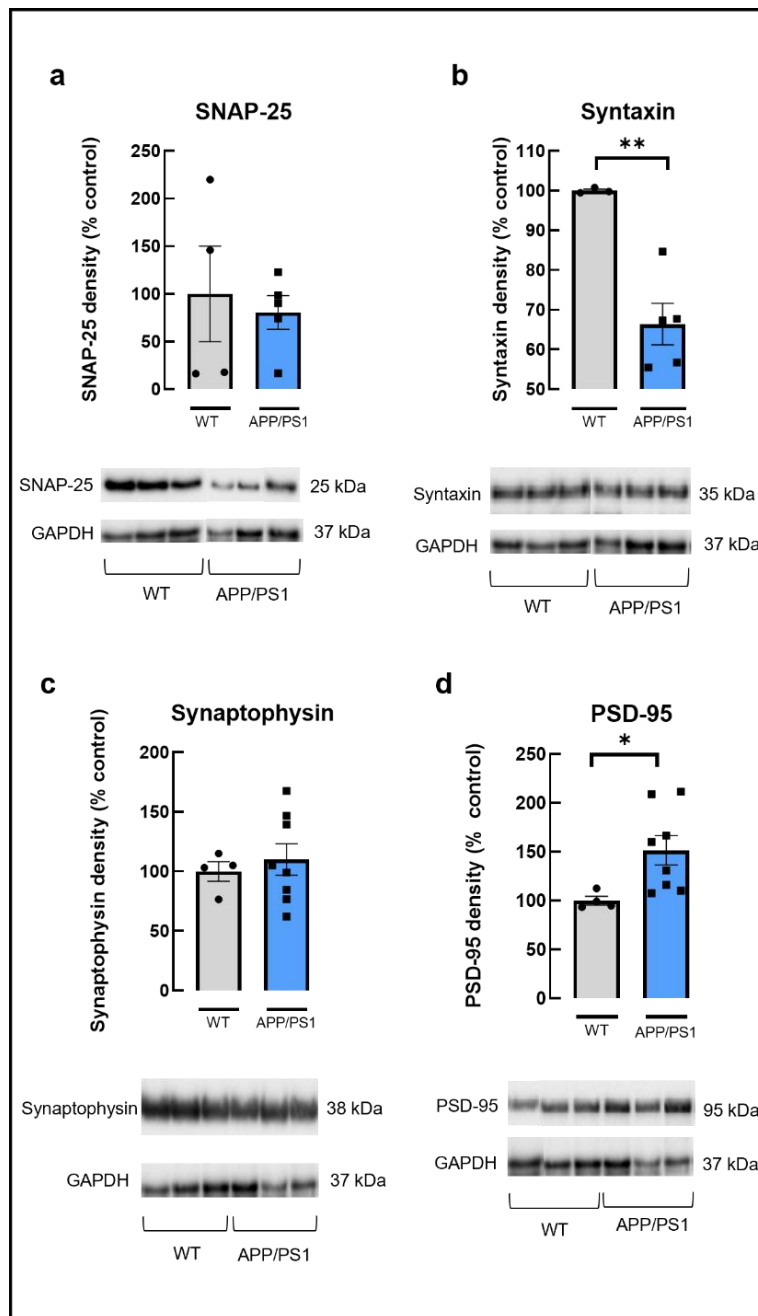 a
SNAP-25
SNAP-25 density (% control)
250
200
150
100
50
0
WT
APP/PS1
SNAP-25
25 kDa
GAPDH
37 kDa
WT
APP/PS1
b
Syntaxin
**
Syntaxin density (% control)
110
100
90
80
70
60
50
WT
APP/PS1
Syntaxin
35 kDa
GAPDH
37 kDa
WT
APP/PS1
c
Synaptophysin
Synaptophysin density (% control)
200
150
100
50
0
WT
APP/PS1
Synaptophysin
38 kDa
GAPDH
37 kDa
WT
APP/PS1
d
PSD-95
*
PSD-95 density (% control)
250
200
150
100
50
0
WT
APP/PS1
PSD-95
95 kDa
GAPDH
37 kDa
WT
APP/PS1